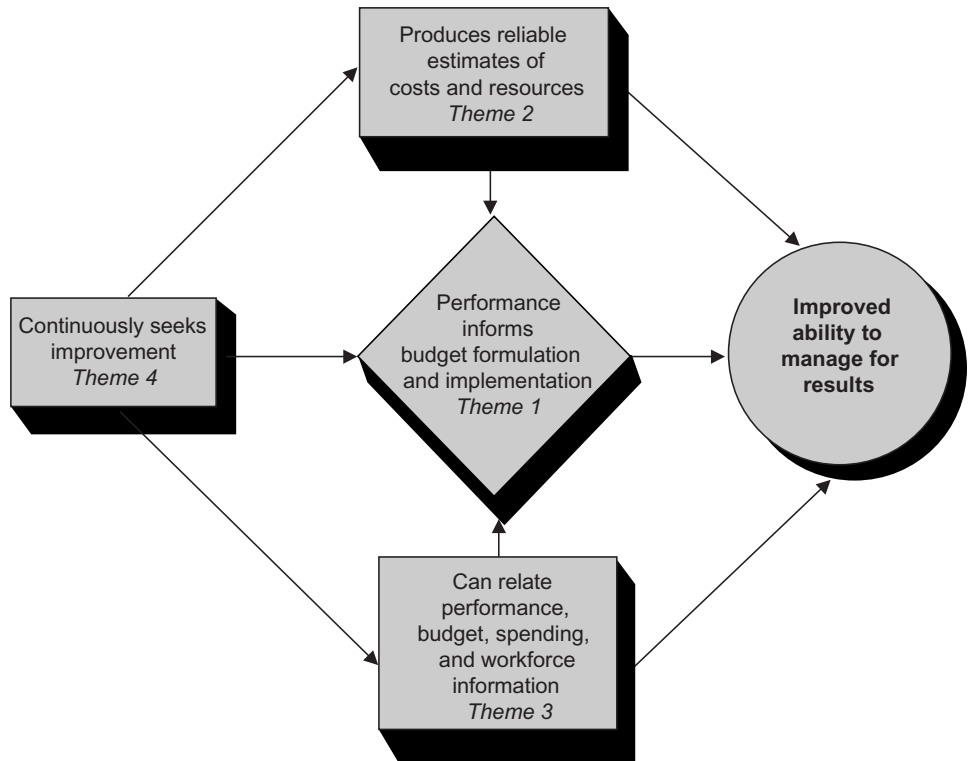 Produces reliable
estimates of
costs and resources
Theme 2
Continuously seeks
improvement
Theme 4
Performance
informs
budget formulation
and implementation
Theme 1
Improved
ability to
manage for
results
Can relate
performance,
budget, spending,
and workforce
information
Theme 3